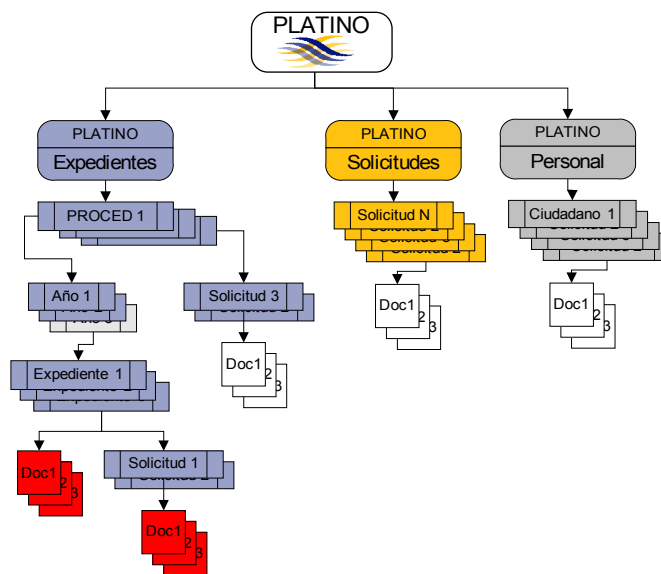 PLATINO
PLATINO
Expedientes
PLATINO
Solicitudes
PLATINO
Personal
PROCED 1
Solicitud N
Ciudadano 1
Año 1
Solicitud 3
Doc1
2
3
Doc1
2
3
Doc1
2
3
Expediente 1
Doc1
2
3
Solicitud 1
Doc1
2
3